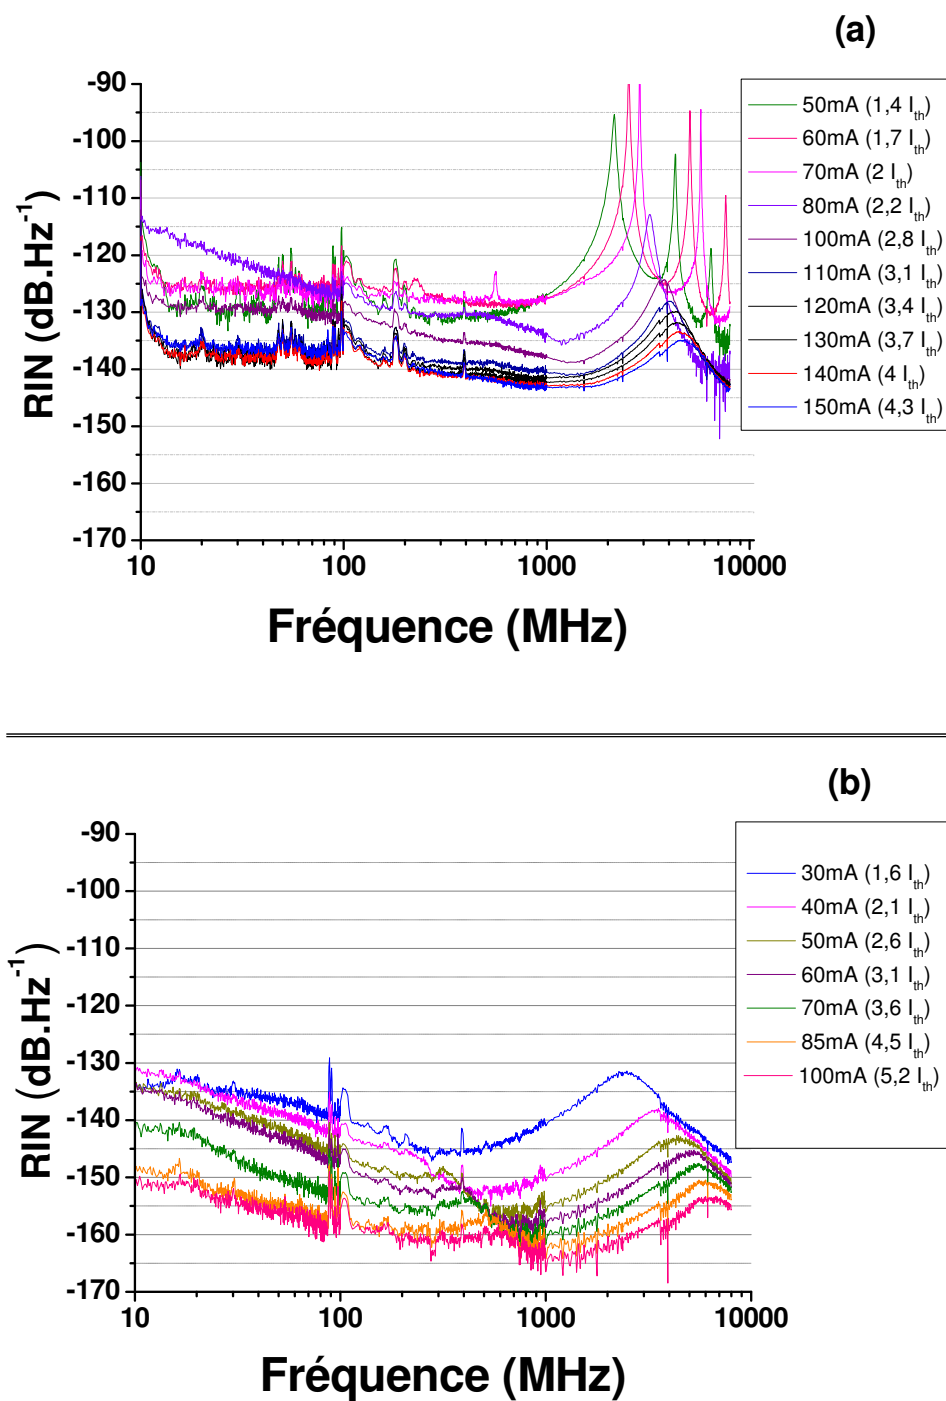 (a)
-90
-100
-110
-120
-130
-140
-150
-160
-170
RIN (dB.Hz⁻¹)
10
100
1000
10000
Fréquence (MHz)
50mA (1,4 Ith)
60mA (1,7 Ith)
70mA (2 Ith)
80mA (2,2 Ith)
100mA (2,8 Ith)
110mA (3,1 Ith)
120mA (3,4 Ith)
130mA (3,7 Ith)
140mA (4 Ith)
150mA (4,3 Ith)
(b)
-90
-100
-110
-120
-130
-140
-150
-160
-170
RIN (dB.Hz⁻¹)
10
100
1000
10000
Fréquence (MHz)
30mA (1,6 Ith)
40mA (2,1 Ith)
50mA (2,6 Ith)
60mA (3,1 Ith)
70mA (3,6 Ith)
85mA (4,5 Ith)
100mA (5,2 Ith)